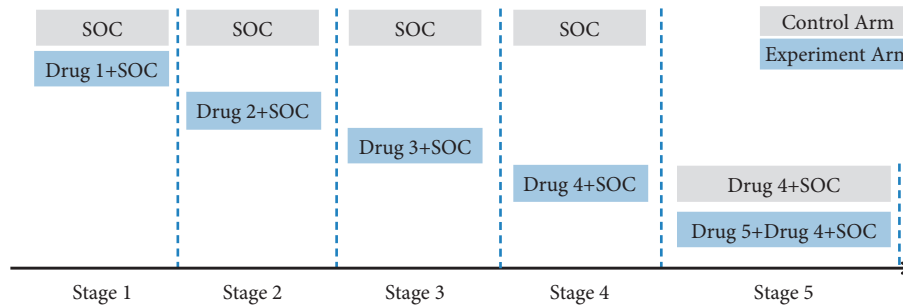 SOC
SOC
SOC
SOC
Control Arm
Drug 1+SOC
Experiment Arm
Drug 2+SOC
Drug 3+SOC
Drug 4+SOC
Drug 4+SOC
Drug 5+Drug 4+SOC
Stage 1
Stage 2
Stage 3
Stage 4
Stage 5